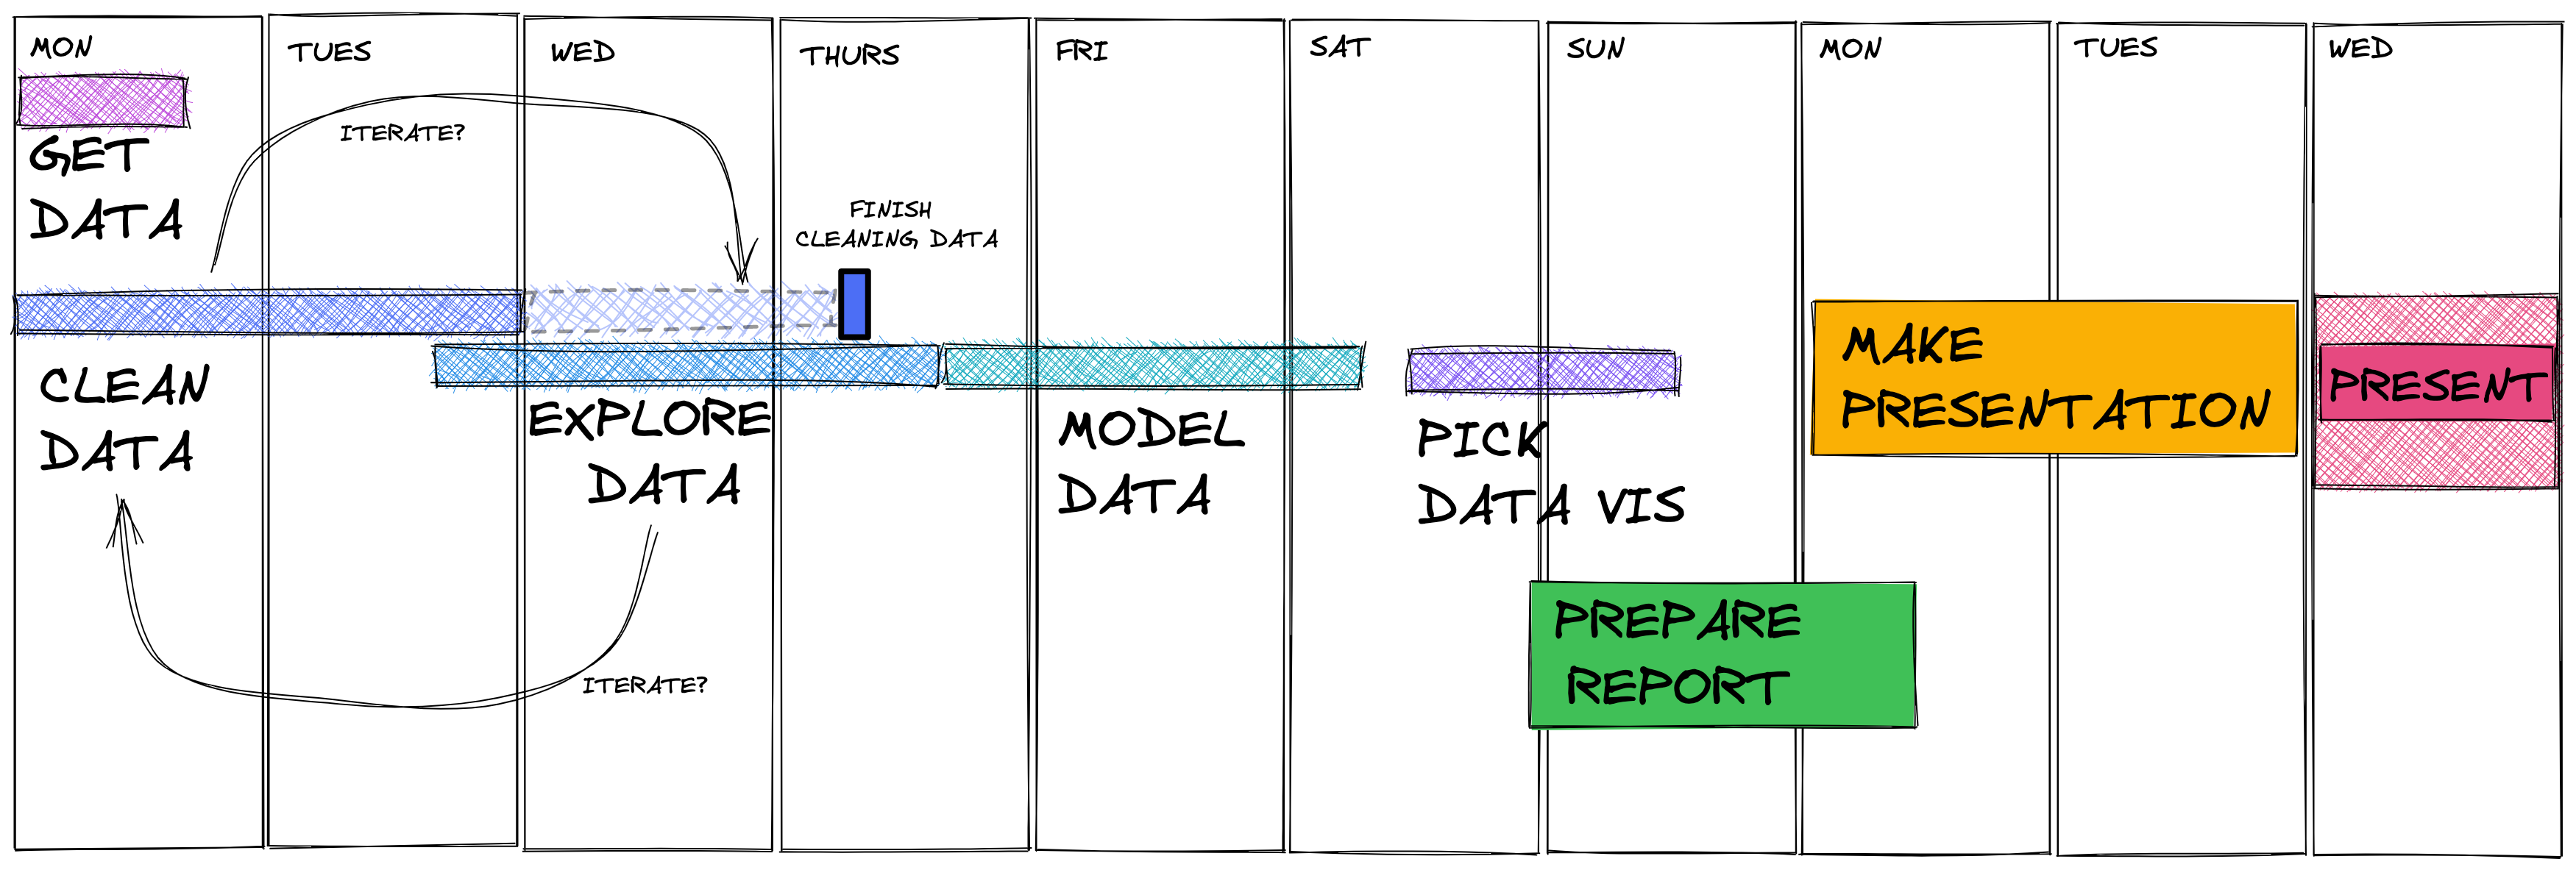 MON
TUES
WED
THURS
FRI
SAT
SUN
MON
TUES
WED
GET
DATA
ITERATE?
FINISH
CLEANING DATA
CLEAN
DATA
EXPLORE
DATA
MODEL
DATA
PICK
DATA VIS
MAKE
PRESENTATION
PRESENT
PREPARE
REPORT
ITERATE?